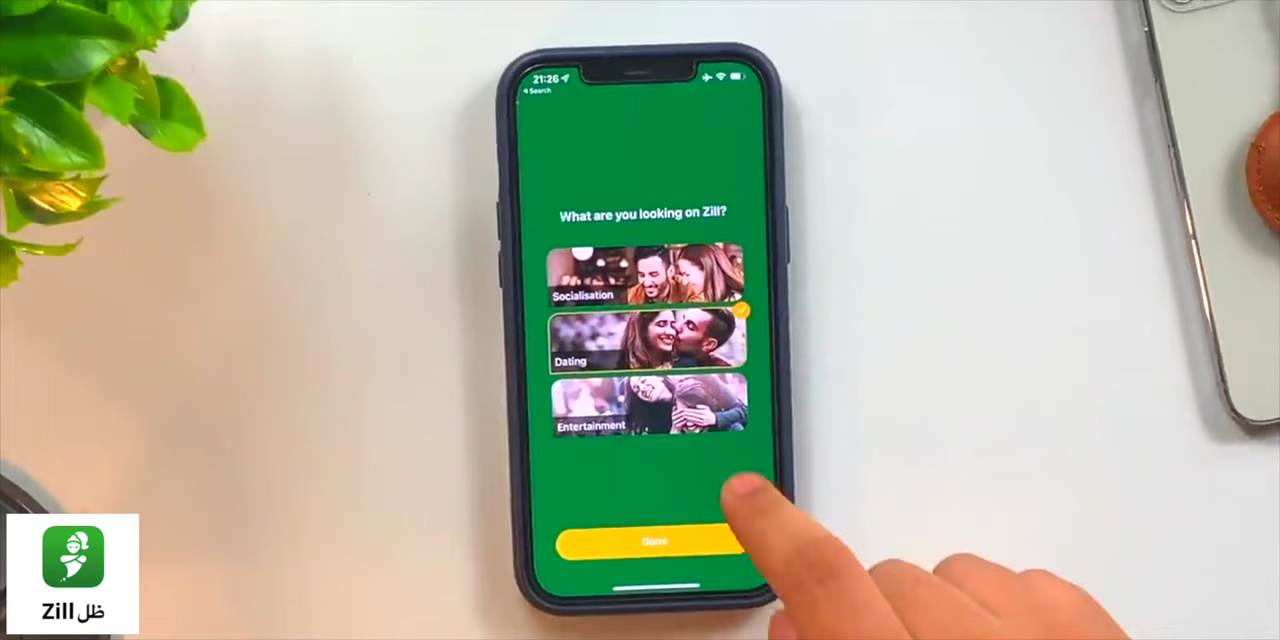 21:26
Search
What are you looking on Zill?
Socialisation
Dating
Entertainment
Done
Zill ظل